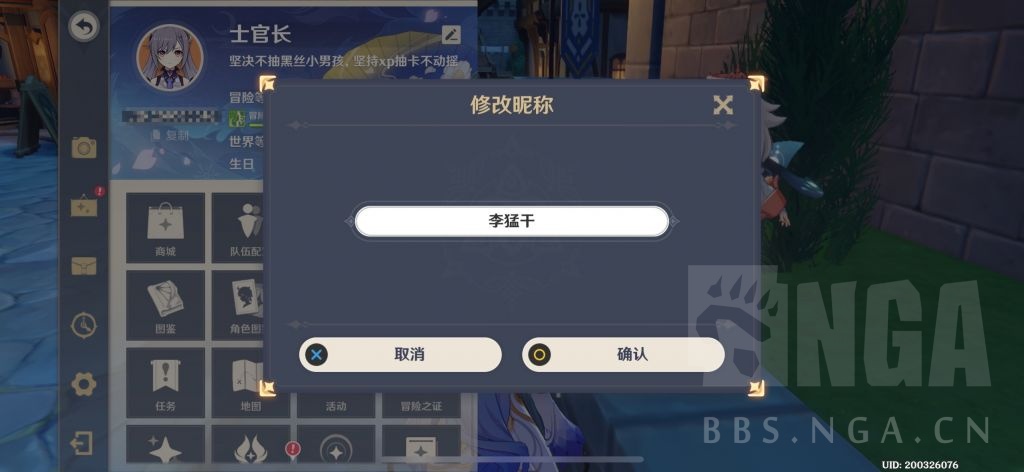 士官长
坚决不抽黑丝小男孩, 坚持xp抽卡不动摇
冒险等
冒险
复制
世界等
生日
修改昵称
李猛干
取消
确认
商城
队伍配
图鉴
角色图
任务
地图
活动
冒险之证
NGA
BBS.NGA.CN
UID: 200326076